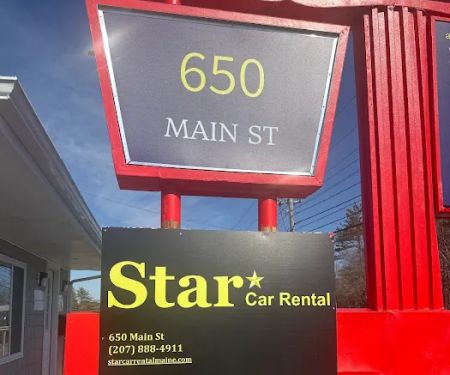 650
MAIN ST
Star
Car Rental
650 Main St
(207) 888-4911
starcarrentalmaine.com